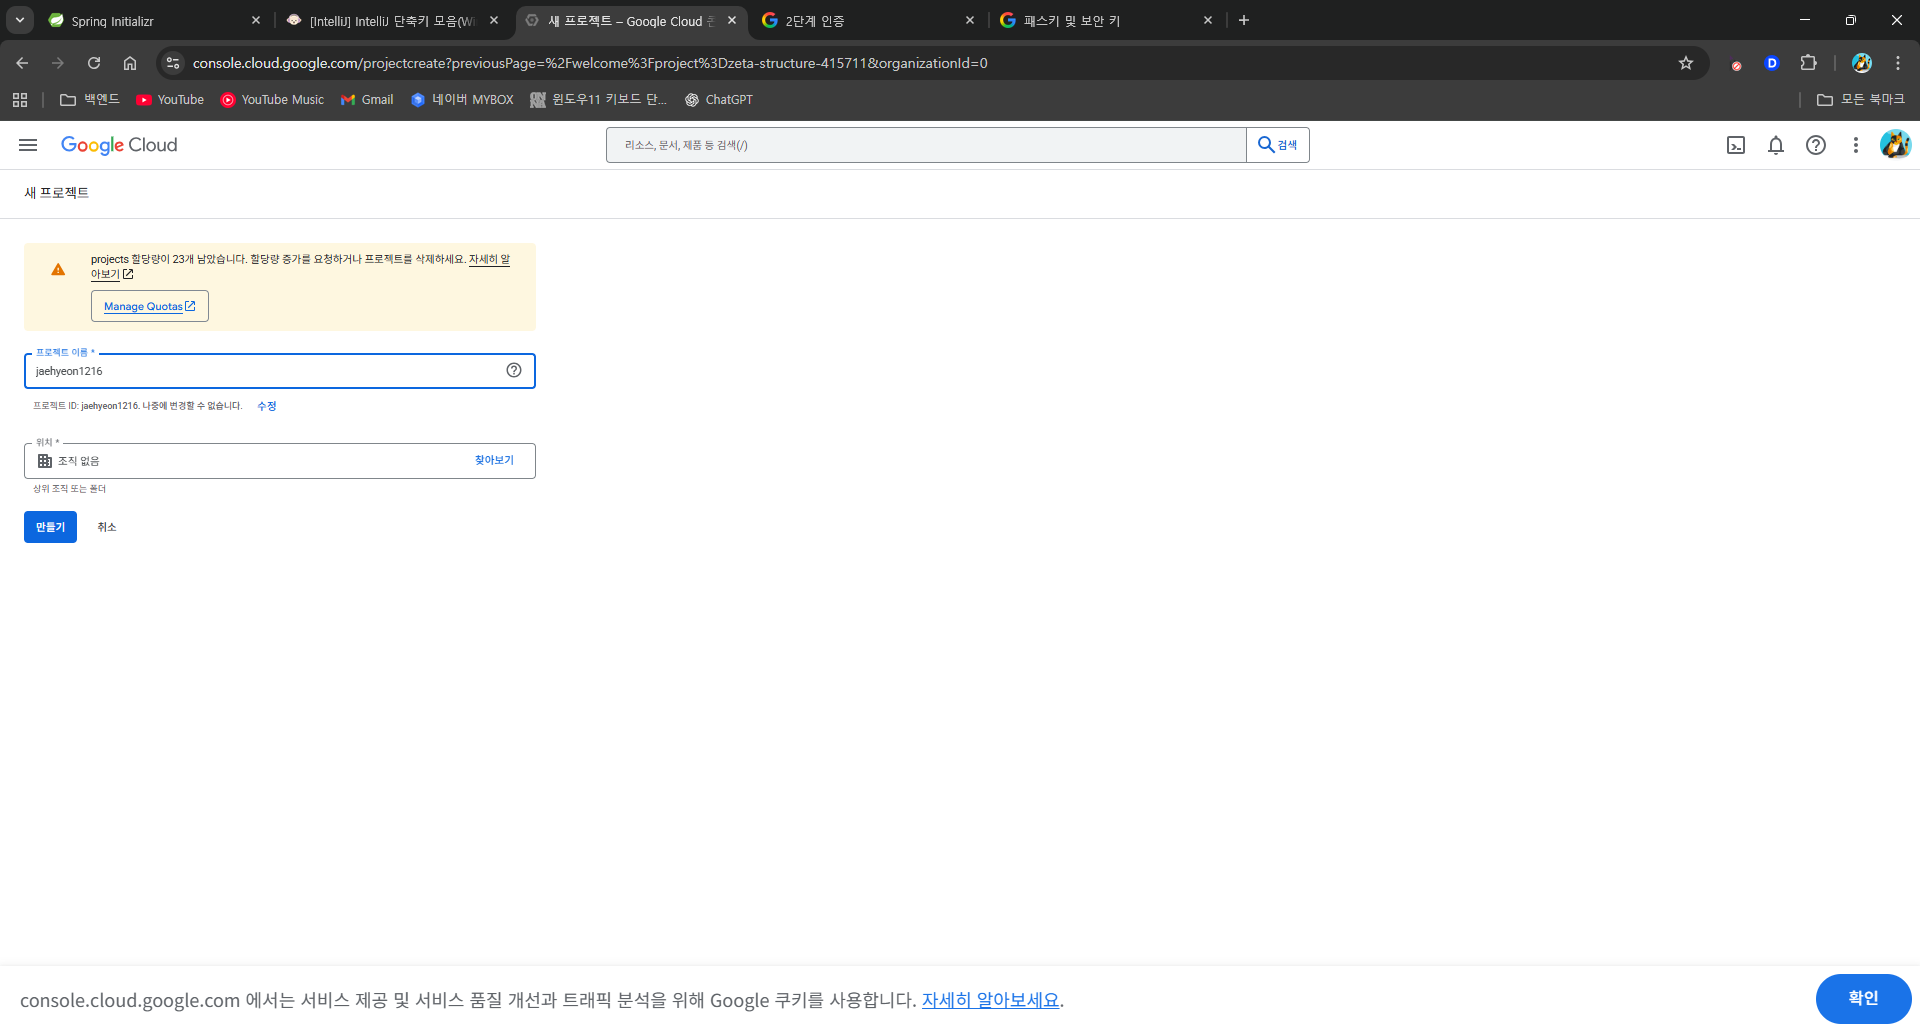 Spring Initializr
[IntelliJ] IntelliJ 단축키 모음(Wi
새 프로젝트 – Google Cloud 콘
2단계 인증
패스키 및 보안 키
console.cloud.google.com/projectcreate?previousPage=%2Fwelcome%3Fproject%3Dzeta-structure-415711&organizationId=0
D
백엔드
YouTube
YouTube Music
Gmail
네이버 MYBOX
윈도우11 키보드 단...
ChatGPT
모든 북마크
Google Cloud
리소스, 문서, 제품 등 검색(/)
검색
새 프로젝트
projects 할당량이 23개 남았습니다. 할당량 증가를 요청하거나 프로젝트를 삭제하세요. 자세히 알
아보기
Manage Quotas
프로젝트 이름 *
jaehyeon1216
프로젝트 ID: jaehyeon1216. 나중에 변경할 수 없습니다. 수정
위치 *
조직 없음
찾아보기
상위 조직 또는 폴더
만들기
취소
console.cloud.google.com 에서는 서비스 제공 및 서비스 품질 개선과 트래픽 분석을 위해 Google 쿠키를 사용합니다. 자세히 알아보세요.
확인